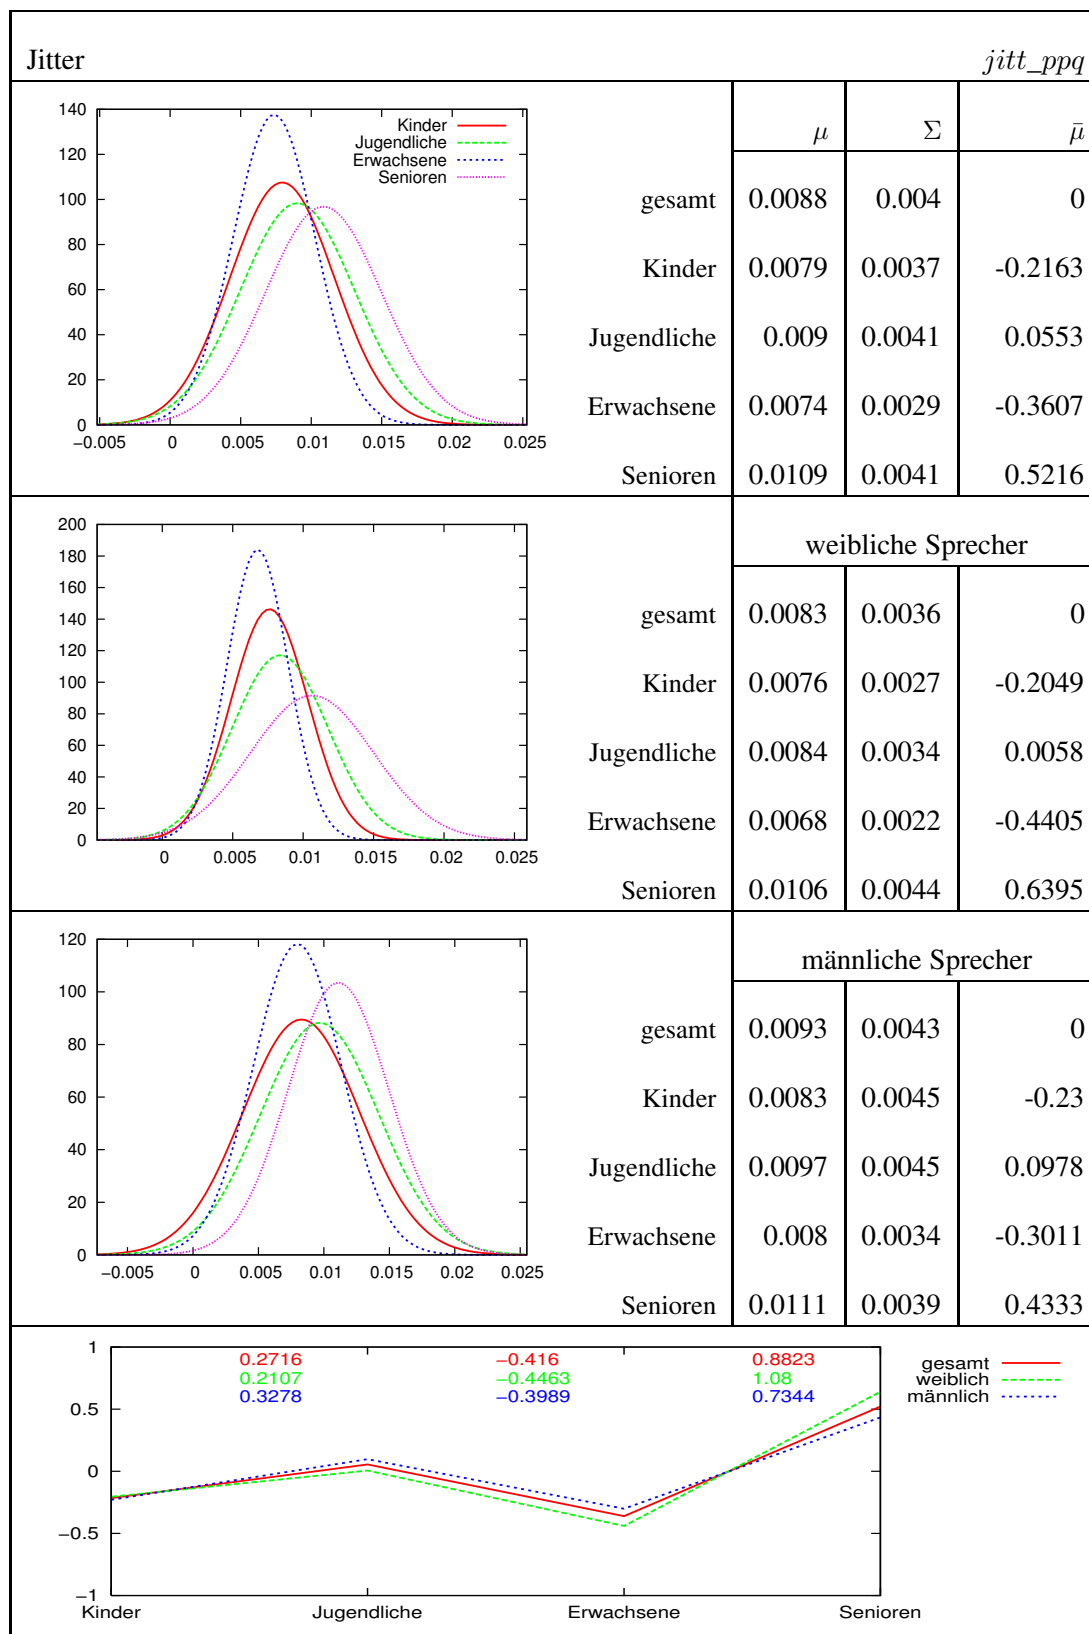 Jitter jitt_ppq
μ Σ μ̄
140
120
100
80
60
40
20
0
−0.005 0 0.005 0.01 0.015 0.02 0.025
Kinder
Jugendliche
Erwachsene
Senioren
gesamt 0.0088 0.004 0
Kinder 0.0079 0.0037 -0.2163
Jugendliche 0.009 0.0041 0.0553
Erwachsene 0.0074 0.0029 -0.3607
Senioren 0.0109 0.0041 0.5216
200
180
160
140
120
100
80
60
40
20
0
0 0.005 0.01 0.015 0.02 0.025
weibliche Sprecher
gesamt 0.0083 0.0036 0
Kinder 0.0076 0.0027 -0.2049
Jugendliche 0.0084 0.0034 0.0058
Erwachsene 0.0068 0.0022 -0.4405
Senioren 0.0106 0.0044 0.6395
120
100
80
60
40
20
0
−0.005 0 0.005 0.01 0.015 0.02 0.025
männliche Sprecher
gesamt 0.0093 0.0043 0
Kinder 0.0083 0.0045 -0.23
Jugendliche 0.0097 0.0045 0.0978
Erwachsene 0.008 0.0034 -0.3011
Senioren 0.0111 0.0039 0.4333
1
0.5
0
−0.5
−1
0.2716 −0.416 0.8823
0.2107 −0.4463 1.08
0.3278 −0.3989 0.7344
gesamt
weiblich
männlich
Kinder Jugendliche Erwachsene Senioren